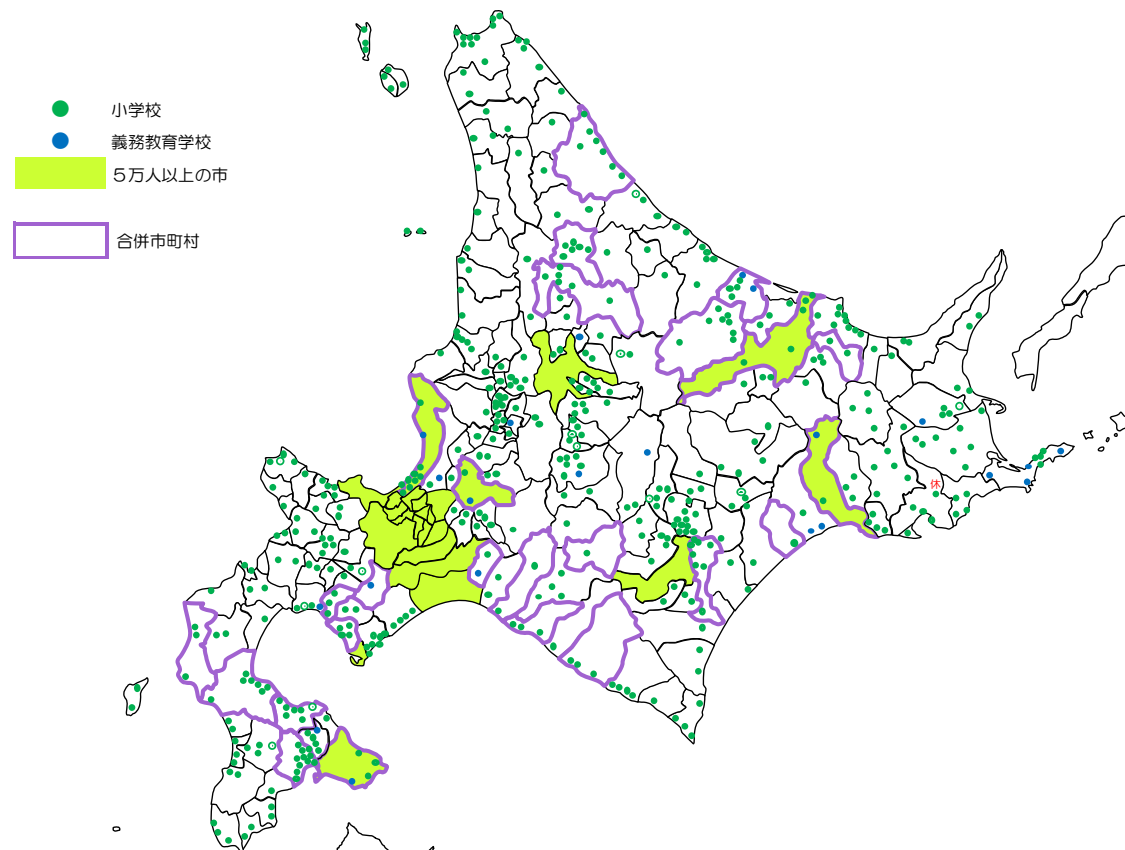 小学校
義務教育学校
５万人以上の市
合併市町村
休